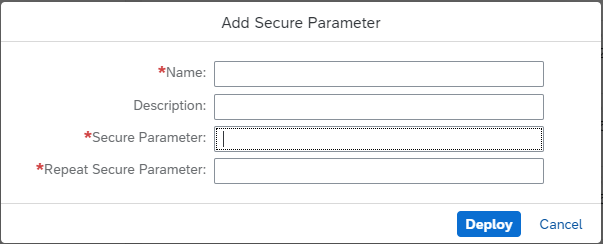 Add Secure Parameter
*Name:
Description:
*Secure Parameter:
*Repeat Secure Parameter:
Deploy Cancel